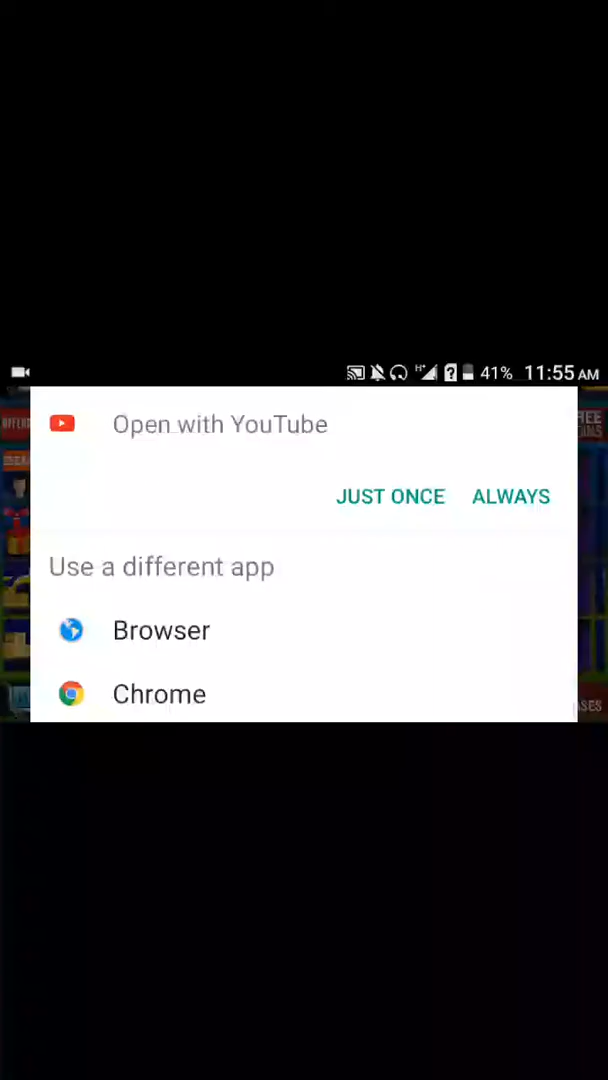 H+ ? 41% 11:55 AM
Open with YouTube
JUST ONCE ALWAYS
Use a different app
Browser
Chrome